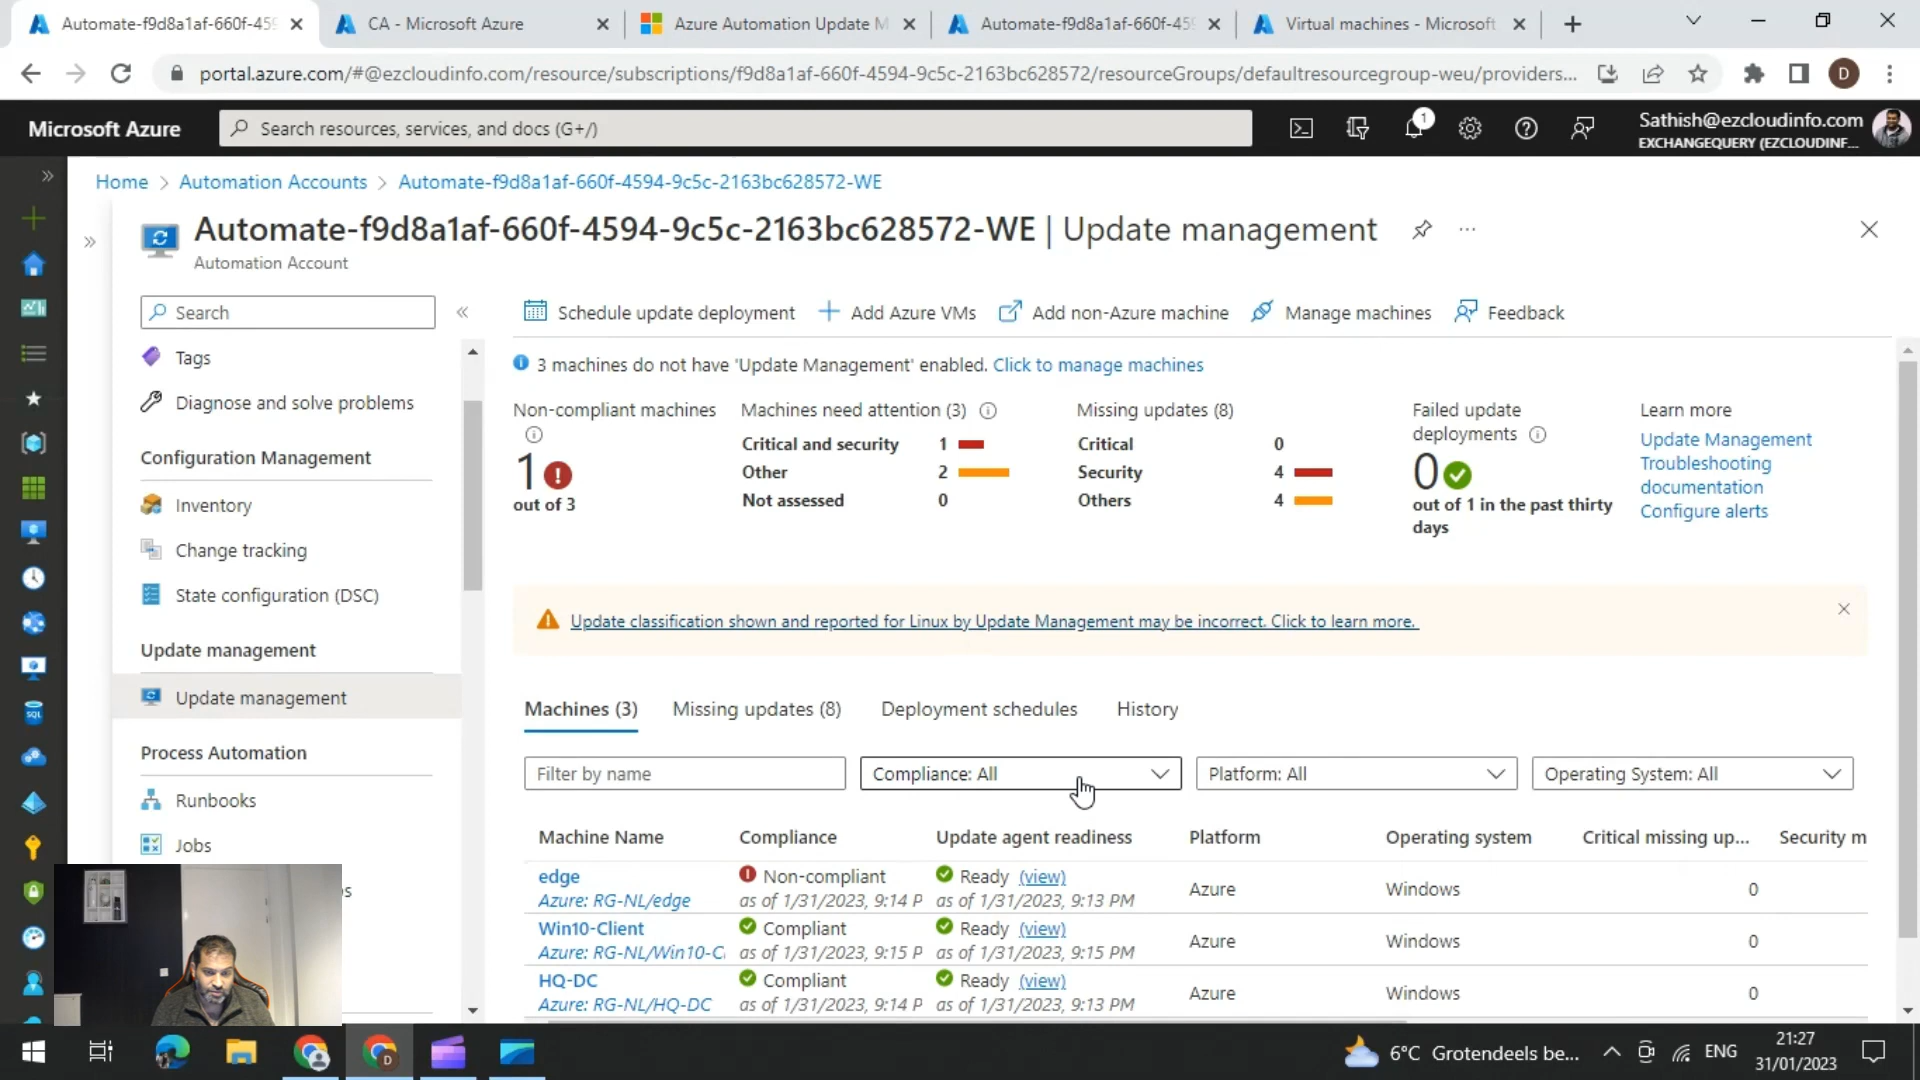 Automate-f9d8a1af-660f-459
CA - Microsoft Azure
Azure Automation Update M
Automate-f9d8a1af-660f-459
Virtual machines - Microsoft
portal.azure.com/#@ezcloudinfo.com/resource/subscriptions/f9d8a1af-660f-4594-9c5c-2163bc628572/resourceGroups/defaultresourcegroup-weu/providers...
D
Microsoft Azure
Search resources, services, and docs (G+/)
1
Sathish@ezcloudinfo.com
EXCHANGEQUERY (EZCLOUDINF...
Home > Automation Accounts > Automate-f9d8a1af-660f-4594-9c5c-2163bc628572-WE
Automate-f9d8a1af-660f-4594-9c5c-2163bc628572-WE | Update management
Automation Account
Search
Tags
Diagnose and solve problems
Configuration Management
Inventory
Change tracking
State configuration (DSC)
Update management
Update management
Process Automation
Runbooks
Jobs
Schedule update deployment
Add Azure VMs
Add non-Azure machine
Manage machines
Feedback
3 machines do not have 'Update Management' enabled. Click to manage machines
Non-compliant machines
1
out of 3
Machines need attention (3)
Critical and security 1
Other 2
Not assessed 0
Missing updates (8)
Critical 0
Security 4
Others 4
Failed update
deployments
0
out of 1 in the past thirty
days
Learn more
Update Management
Troubleshooting
documentation
Configure alerts
Update classification shown and reported for Linux by Update Management may be incorrect. Click to learn more.
Machines (3)
Missing updates (8)
Deployment schedules
History
Filter by name
Compliance: All
Platform: All
Operating System: All
Machine Name Compliance Update agent readiness Platform Operating system Critical missing up... Security m
edge Non-compliant Ready (view) Azure Windows 0
Azure: RG-NL/edge as of 1/31/2023, 9:14 P as of 1/31/2023, 9:13 PM
Win10-Client Compliant Ready (view) Azure Windows 0
Azure: RG-NL/Win10-Cl as of 1/31/2023, 9:15 P as of 1/31/2023, 9:15 PM
HQ-DC Compliant Ready (view) Azure Windows 0
Azure: RG-NL/HQ-DC as of 1/31/2023, 9:14 P as of 1/31/2023, 9:13 PM
SQL
D
6°C Grotendeels be...
ENG
21:27
31/01/2023